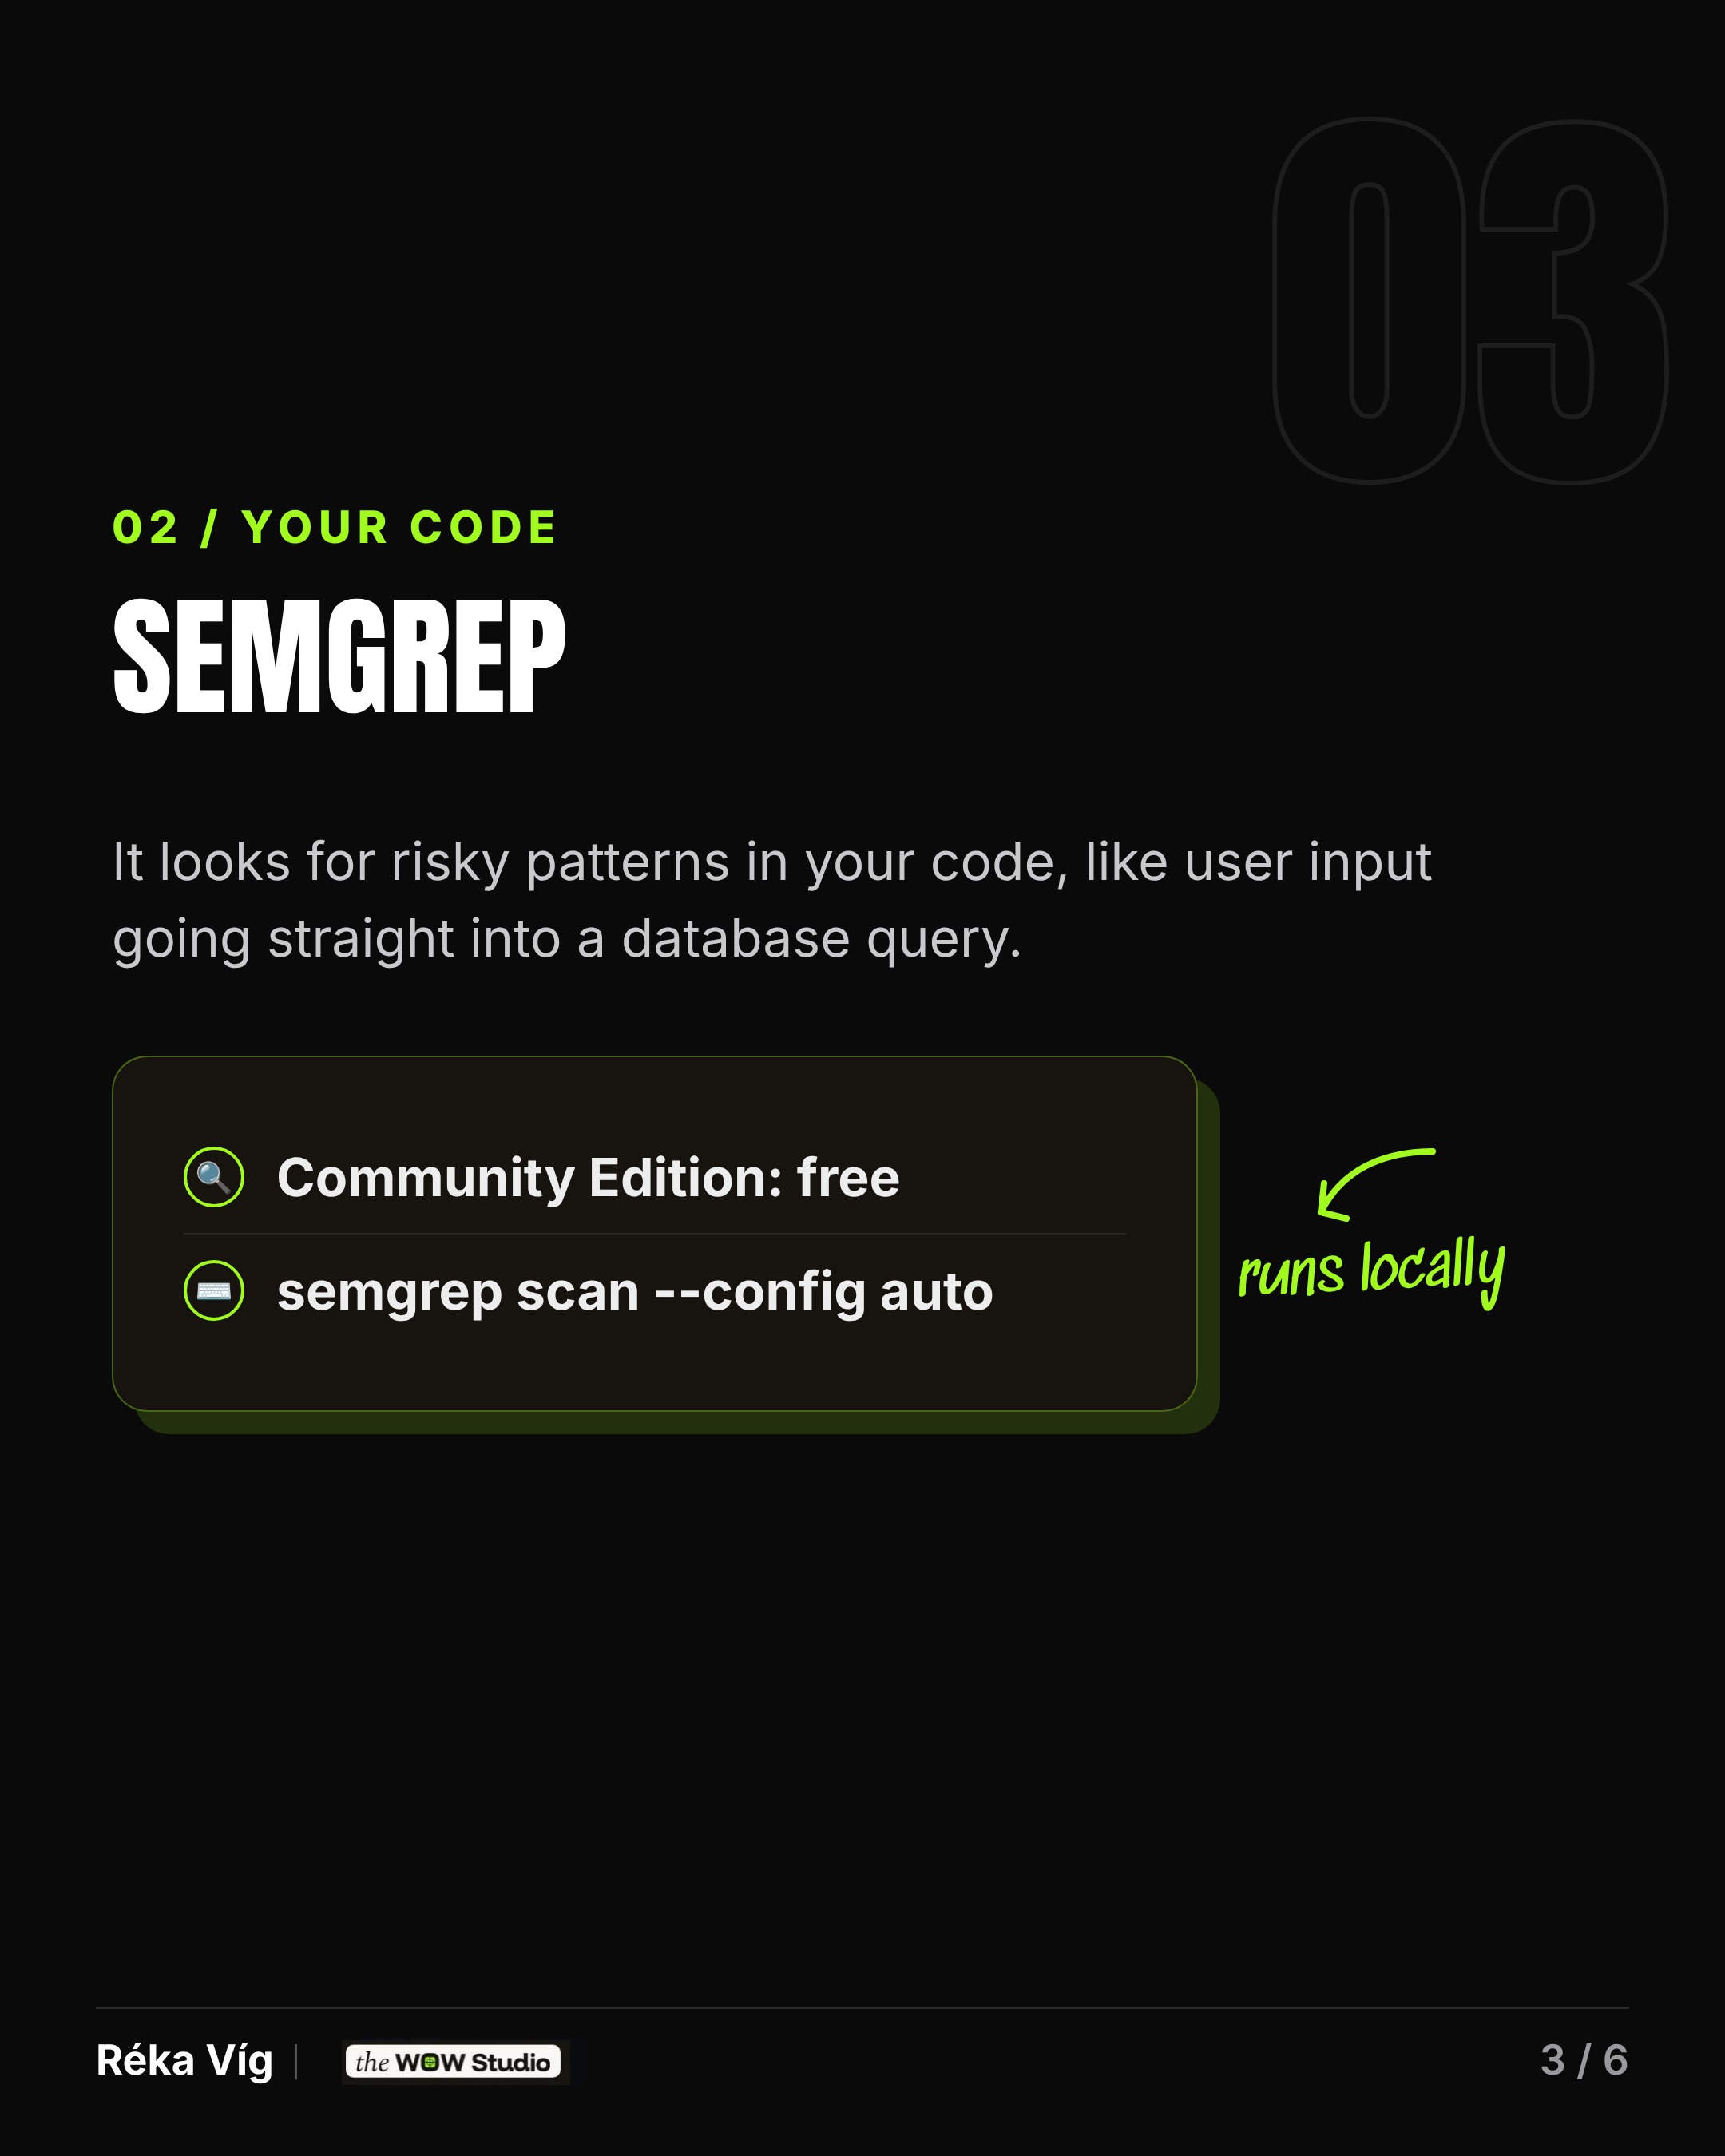 03
02 / YOUR CODE
SEMGREP
It looks for risky patterns in your code, like user input
going straight into a database query.
Community Edition: free
semgrep scan --config auto
runs locally
Réka Víg
the WOW Studio
3 / 6